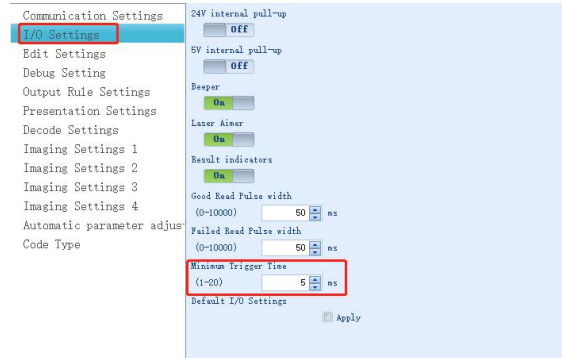 Communication Settings
I/O Settings
Edit Settings
Debug Setting
Output Rule Settings
Presentation Settings
Decode Settings
Imaging Settings 1
Imaging Settings 2
Imaging Settings 3
Imaging Settings 4
Automatic parameter adjus
Code Type
24V internal pull-up
Off
5V internal pull-up
Off
Beeper
On
Laser Aimer
On
Result indicators
On
Good Read Pulse width
(0-10000) 50 ms
Failed Read Pulse width
(0-10000) 50 ms
Minimum Trigger Time
(1-20) 5 ms
Default I/O Settings
Apply